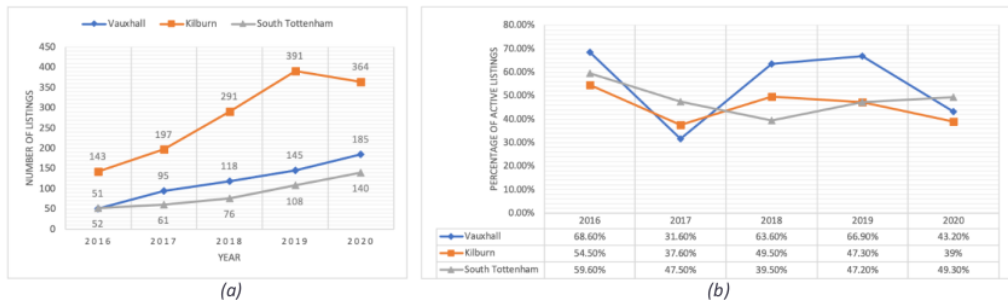 Vauxhall Kilburn South Tottenham
450
400
350
300
250
200
150
100
50
0
NUMBER OF LISTINGS
143 197 291 391 364
51 95 118 145 185
52 61 76 108 140
2016 2017 2018 2019 2020
YEAR
(a)
80.00%
70.00%
60.00%
50.00%
40.00%
30.00%
20.00%
10.00%
0.00%
PERCENTAGE OF ACTIVE LISTINGS
2016 2017 2018 2019 2020
Vauxhall 68.60% 31.60% 63.60% 66.90% 43.20%
Kilburn 54.50% 37.60% 49.50% 47.30% 39%
South Tottenham 59.60% 47.50% 39.50% 47.20% 49.30%
(b)